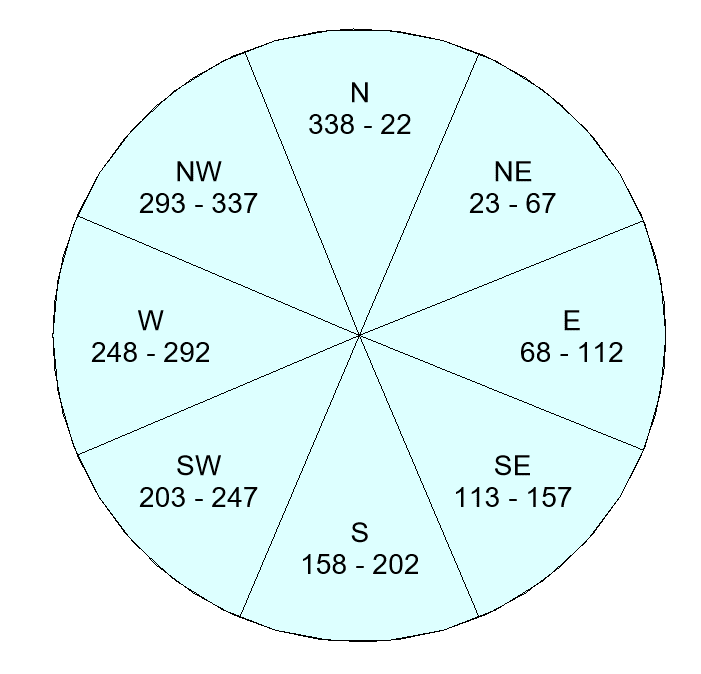 N
338 - 22
NW
293 - 337
NE
23 - 67
W
248 - 292
E
68 - 112
SW
203 - 247
SE
113 - 157
S
158 - 202